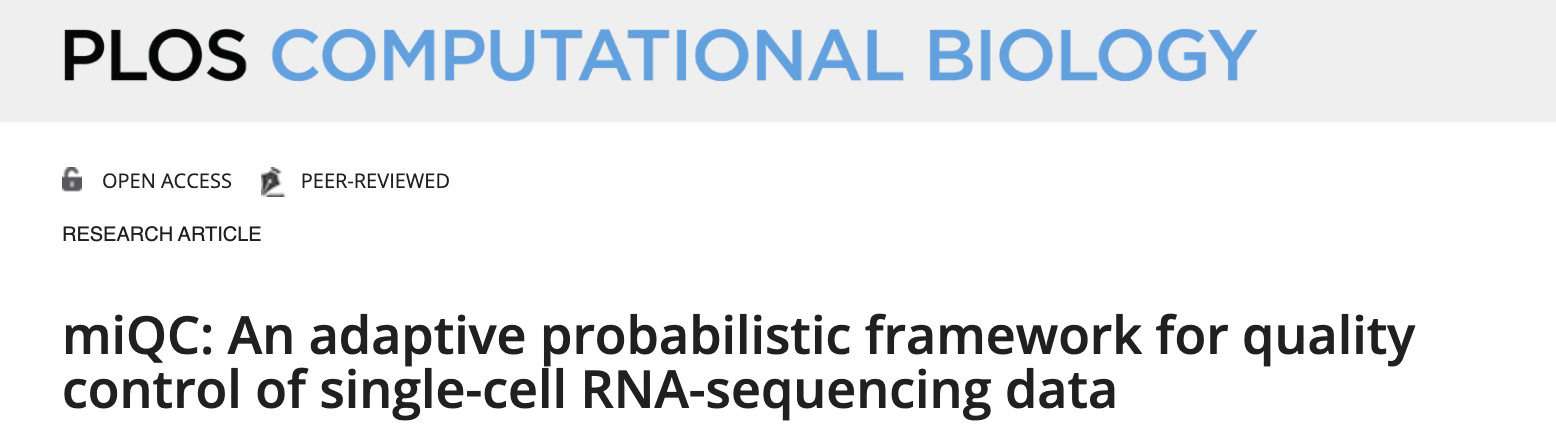 PLOS COMPUTATIONAL BIOLOGY
OPEN ACCESS PEER-REVIEWED
RESEARCH ARTICLE
miQC: An adaptive probabilistic framework for quality
control of single-cell RNA-sequencing data